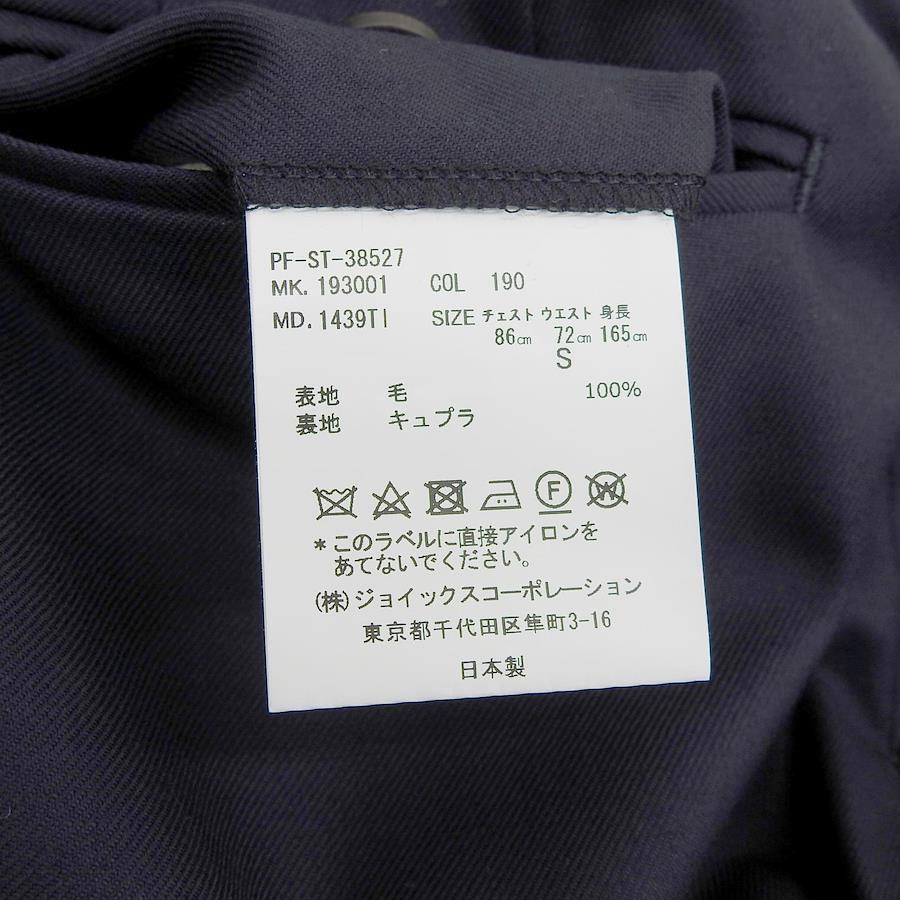 PF-ST-38527
MK. 193001 COL 190
MD. 1439TI SIZE チェスト ウエスト 身長
86cm 72cm 165cm
S
表地 毛 100%
裏地 キュプラ
F W
*このラベルに直接アイロンを
あてないでください。
(株)ジョイックスコーポレーション
東京都千代田区隼町3-16
日本製